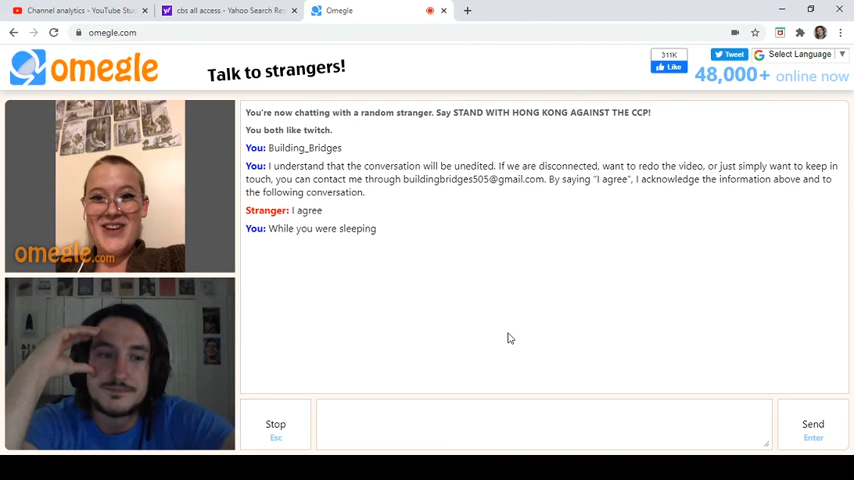 Channel analytics - YouTube Stu
cbs all access - Yahoo Search Re
Omegle
omegle.com
omegle
Talk to strangers!
311K
Like
Tweet
Select Language
48,000+ online now
You're now chatting with a random stranger. Say STAND WITH HONG KONG AGAINST THE CCP!
You both like twitch.
You: Building_Bridges
You: I understand that the conversation will be unedited. If we are disconnected, want to redo the video, or just simply want to keep in
touch, you can contact me through buildingbridges505@gmail.com. By saying "I agree", I acknowledge the information above and to
the following conversation.
Stranger: I agree
You: While you were sleeping
omegle.com
Stop
Esc
Send
Enter